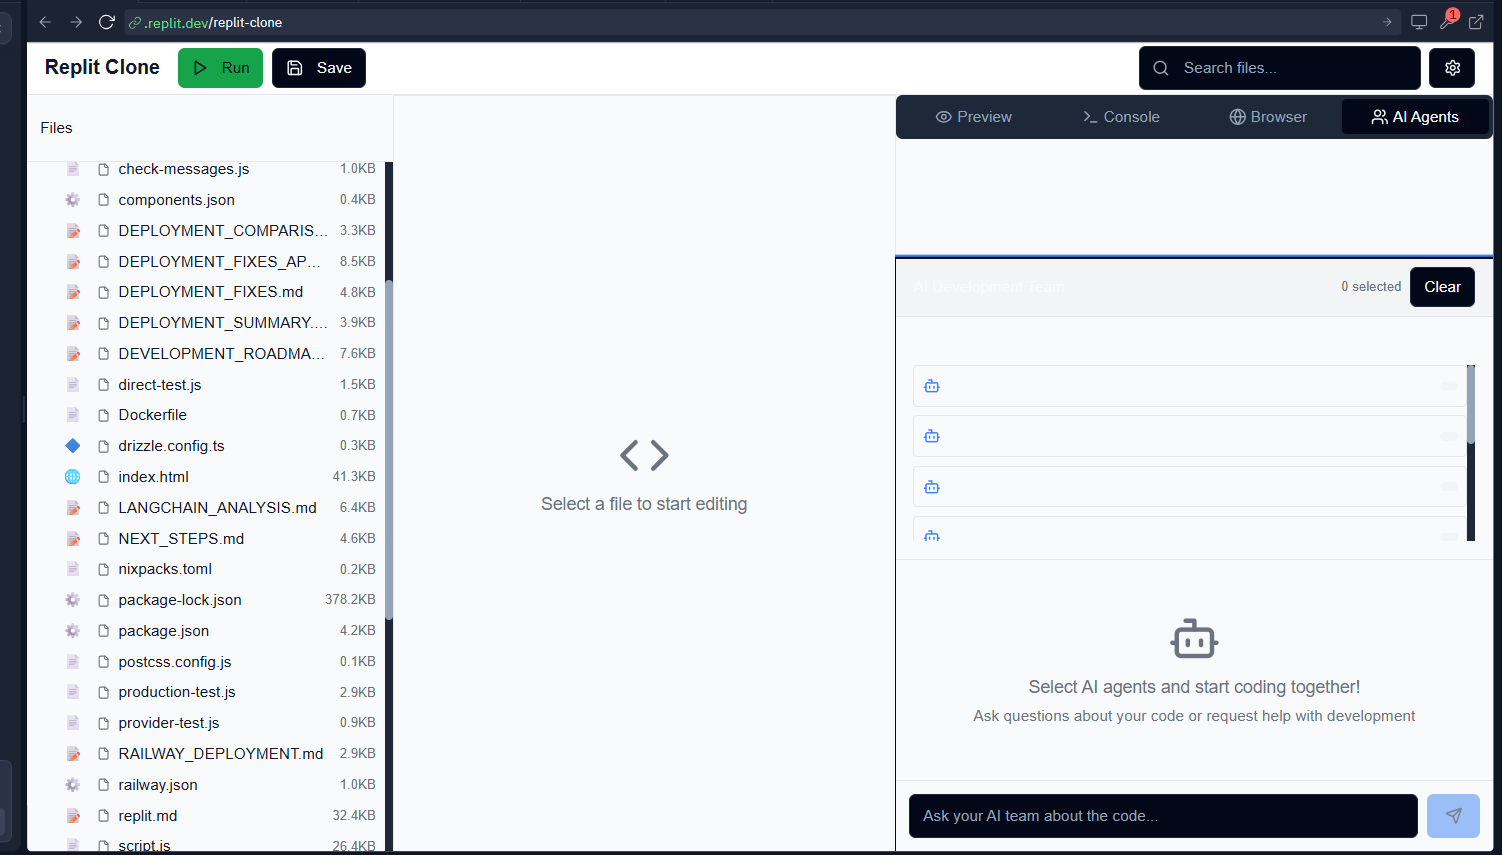 .replit.dev/replit-clone
1
Replit Clone
Run
Save
Search files...
Files
check-messages.js 1.0KB
components.json 0.4KB
DEPLOYMENT_COMPARIS... 3.3KB
DEPLOYMENT_FIXES_AP... 8.5KB
DEPLOYMENT_FIXES.md 4.8KB
DEPLOYMENT_SUMMARY.... 3.9KB
DEVELOPMENT_ROADMA... 7.6KB
direct-test.js 1.5KB
Dockerfile 0.7KB
drizzle.config.ts 0.3KB
index.html 41.3KB
LANGCHAIN_ANALYSIS.md 6.4KB
NEXT_STEPS.md 4.6KB
nixpacks.toml 0.2KB
package-lock.json 378.2KB
package.json 4.2KB
postcss.config.js 0.1KB
production-test.js 2.9KB
provider-test.js 0.9KB
RAILWAY_DEPLOYMENT.md 2.9KB
railway.json 1.0KB
replit.md 32.4KB
script.js 26.4KB
Select a file to start editing
Preview
Console
Browser
AI Agents
AI Development Team
0 selected
Clear
Select AI agents and start coding together!
Ask questions about your code or request help with development
Ask your AI team about the code...